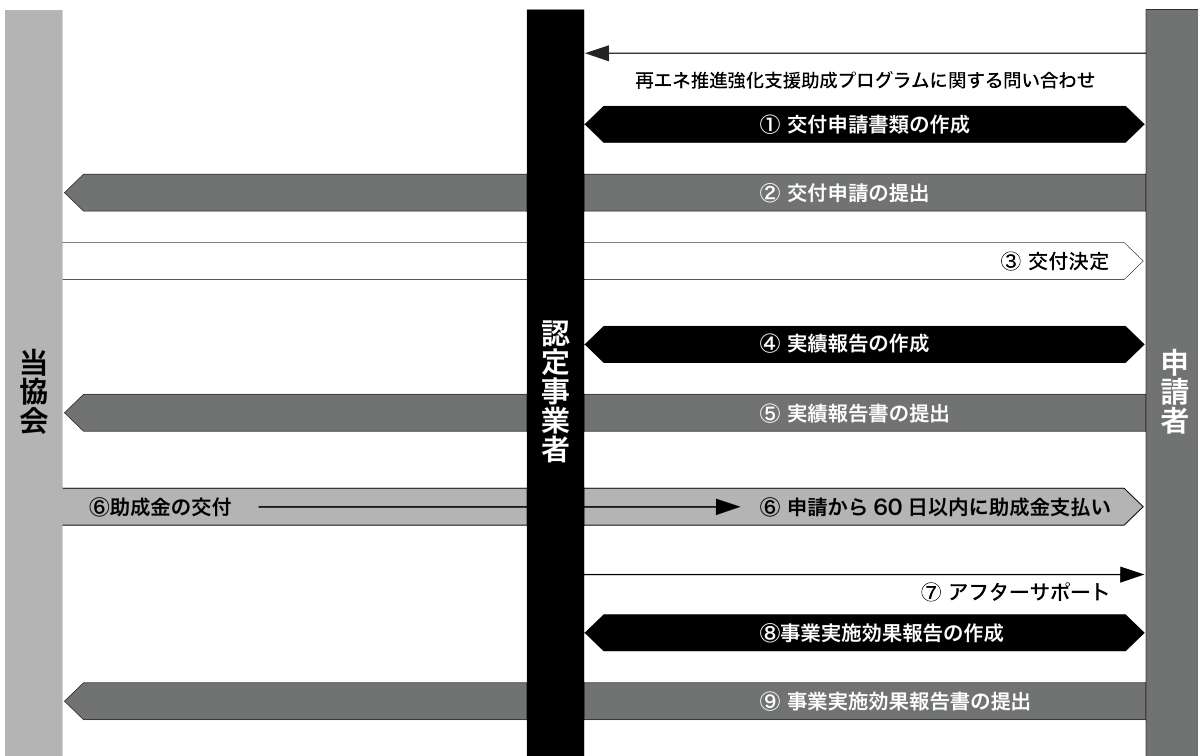 再エネ推進強化支援助成プログラムに関する問い合わせ
① 交付申請書類の作成
② 交付申請の提出
③ 交付決定
④ 実績報告の作成
⑤ 実績報告書の提出
⑥助成金の交付
⑥ 申請から 60 日以内に助成金支払い
⑦ アフターサポート
⑧事業実施効果報告の作成
⑨ 事業実施効果報告書の提出
当協会
認定事業者
申請者